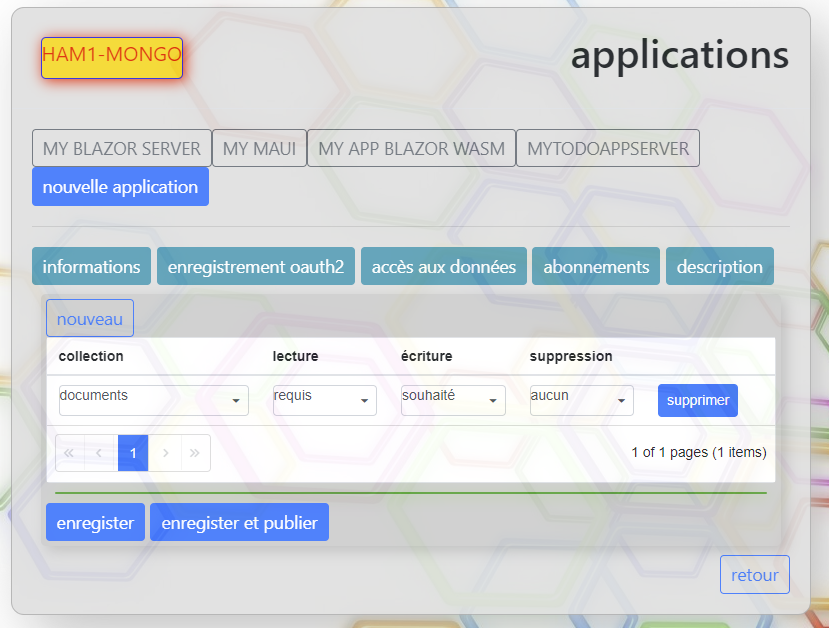 HAM1-MONGO applications
MY BLAZOR SERVER MY MAUI MY APP BLAZOR WASM MYTODOAPPSERVER
nouvelle application
informations enregistrement oauth2 accès aux données abonnements description
nouveau
collection lecture écriture suppression
documents requis souhaité aucun supprimer
« ‹ 1 › » 1 of 1 pages (1 items)
enregister enregister et publier
retour